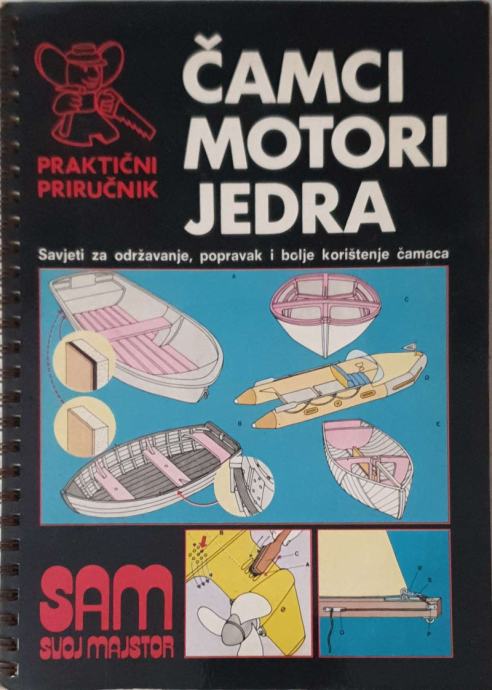 ČAMCI
MOTORI
JEDRA
PRAKTIČNI
PRIRUČNIK
Savjeti za održavanje, popravak i bolje korištenje čamaca
A
C
D
B
E
SAM
SVOJ MAJSTOR
B
C
A